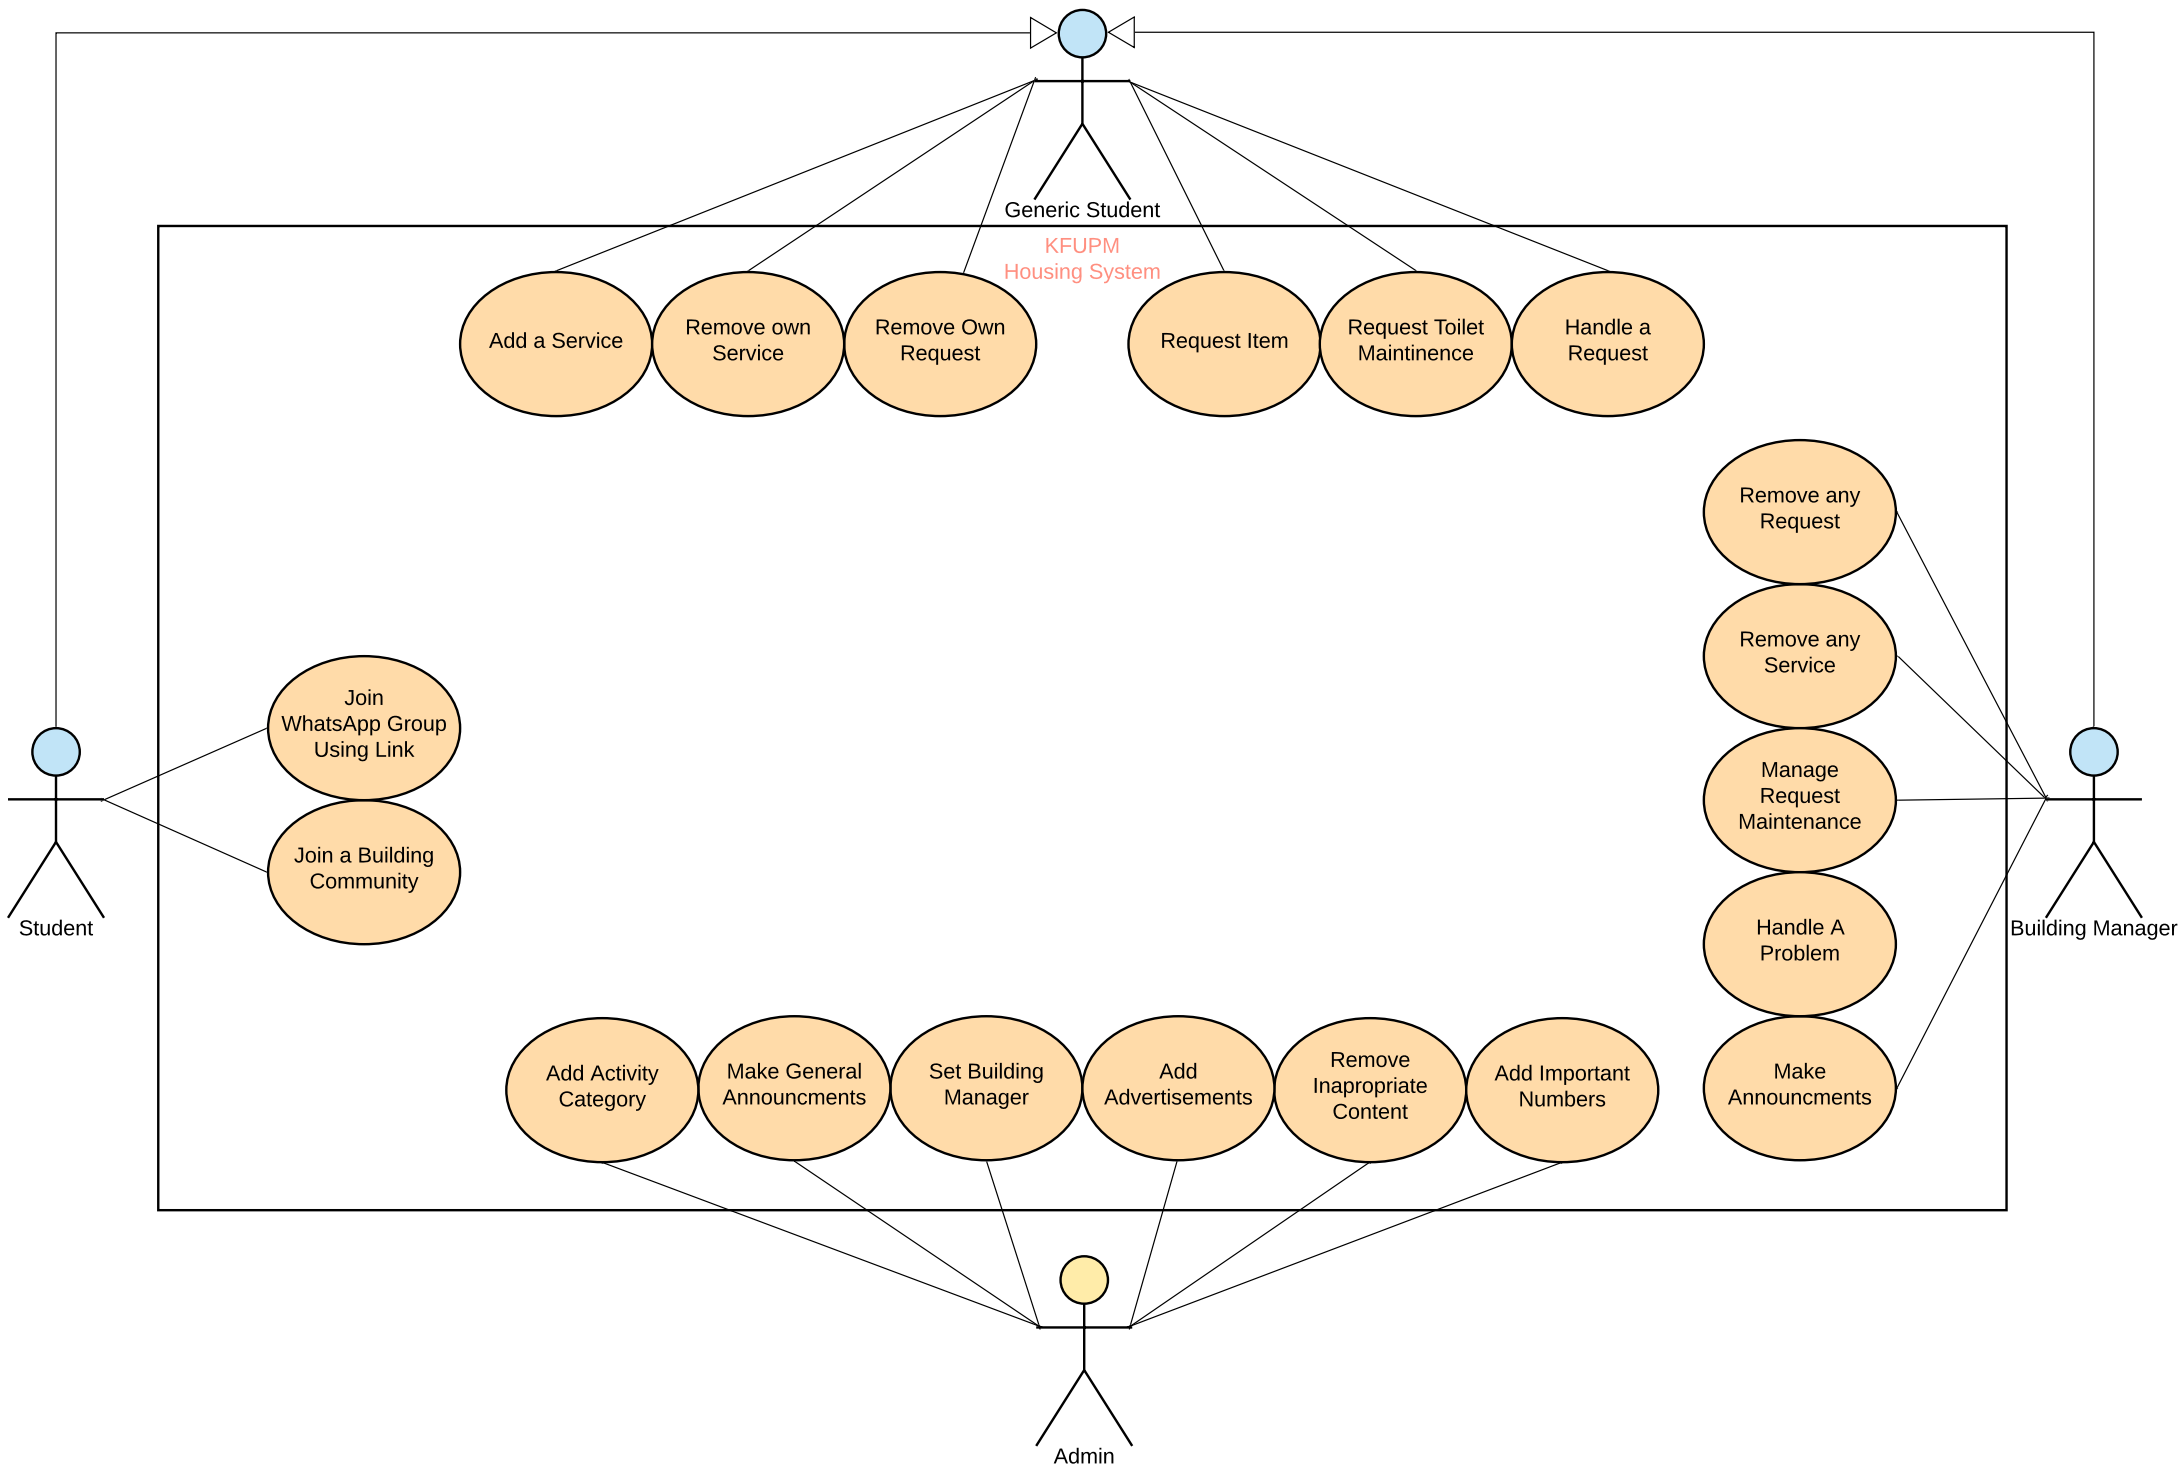 Generic Student
KFUPM
Housing System
Add a Service
Remove own
Service
Remove Own
Request
Request Item
Request Toilet
Maintinence
Handle a
Request
Remove any
Request
Remove any
Service
Manage
Request
Maintenance
Handle A
Problem
Make
Announcments
Building Manager
Join
WhatsApp Group
Using Link
Join a Building
Community
Student
Add Activity
Category
Make General
Announcments
Set Building
Manager
Add
Advertisements
Remove
Inapropriate
Content
Add Important
Numbers
Admin